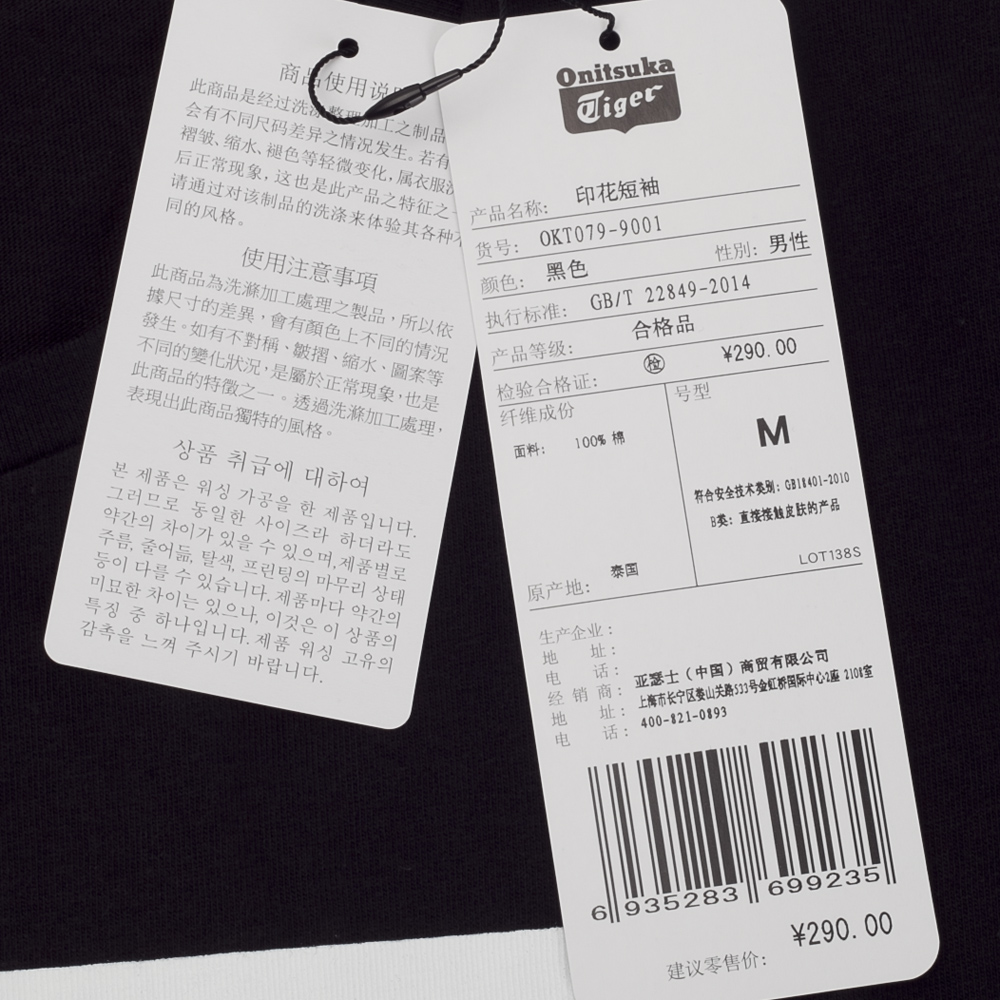 商品使用说
此商品是经过洗涤整理加工之制品
会有不同尺码差异之情况发生。若有
褶皱、缩水、褪色等轻微变化，属衣服洗
后正常现象，这也是此产品之特征之一
请通过对该制品的洗涤来体验其各种不
同的风格。
使用注意事項
此商品為洗滌加工處理之製品，所以依
據尺寸的差異，會有顏色上不同的情況
發生。如有不對稱、皺摺、縮水、圖案等
不同的變化狀況，是屬於正常現象，也是
此商品的特徵之一。透過洗滌加工處理，
表現出此商品獨特的風格。
상품 취급에 대하여
본 제품은 워싱 가공을 한 제품입니다.
그러므로 동일한 사이즈라 하더라도
약간의 차이가 있을 수 있으며, 제품별로
주름, 줄어듦, 탈색, 프린팅의 마무리 상태
등이 다를 수 있습니다. 제품마다 약간의
미묘한 차이는 있으나, 이것은 이 상품의
특징 중 하나입니다. 제품 워싱 고유의
감촉을 느껴 주시기 바랍니다.
Onitsuka
Tiger
产品名称: 印花短袖
货号: OKT079-9001
颜色: 黑色 性別: 男性
执行标准: GB/T 22849-2014
产品等级: 合格品
检验合格证: 检 ¥290.00
纤维成份 号型
面料: 100% 棉
M
符合安全技术类别: GB18401-2010
B类: 直接接触皮肤的产品
原产地: 泰国
LOT138S
生产企业:
地 址:
电 话:
经销商: 亚瑟士（中国）商贸有限公司
地 址: 上海市长宁区娄山关路533号金虹桥国际中心2座 2108室
电 话: 400-821-0893
6 935283 699235
¥290.00
建议零售价: